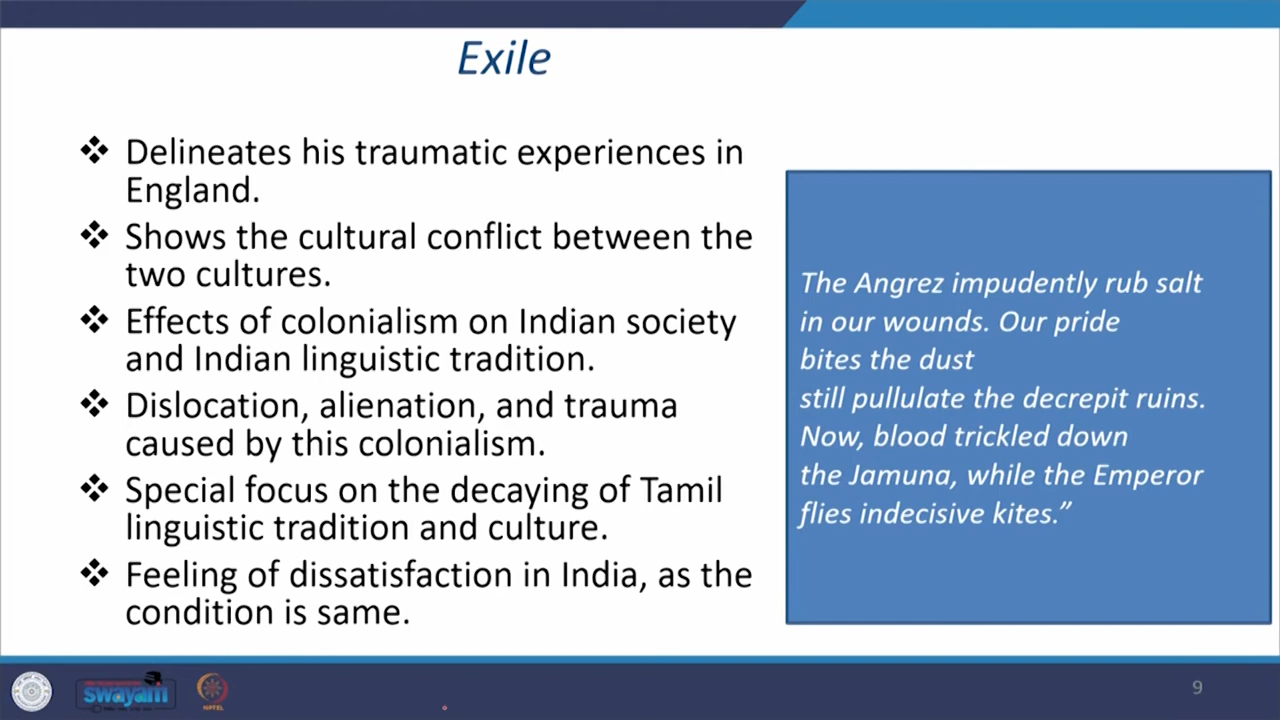 Exile
❖ Delineates his traumatic experiences in
England.
❖ Shows the cultural conflict between the
two cultures.
❖ Effects of colonialism on Indian society
and Indian linguistic tradition.
❖ Dislocation, alienation, and trauma
caused by this colonialism.
❖ Special focus on the decaying of Tamil
linguistic tradition and culture.
❖ Feeling of dissatisfaction in India, as the
condition is same.
The Angrez impudently rub salt
in our wounds. Our pride
bites the dust
still pullulate the decrepit ruins.
Now, blood trickled down
the Jamuna, while the Emperor
flies indecisive kites.”
swayam
NPTEL
9